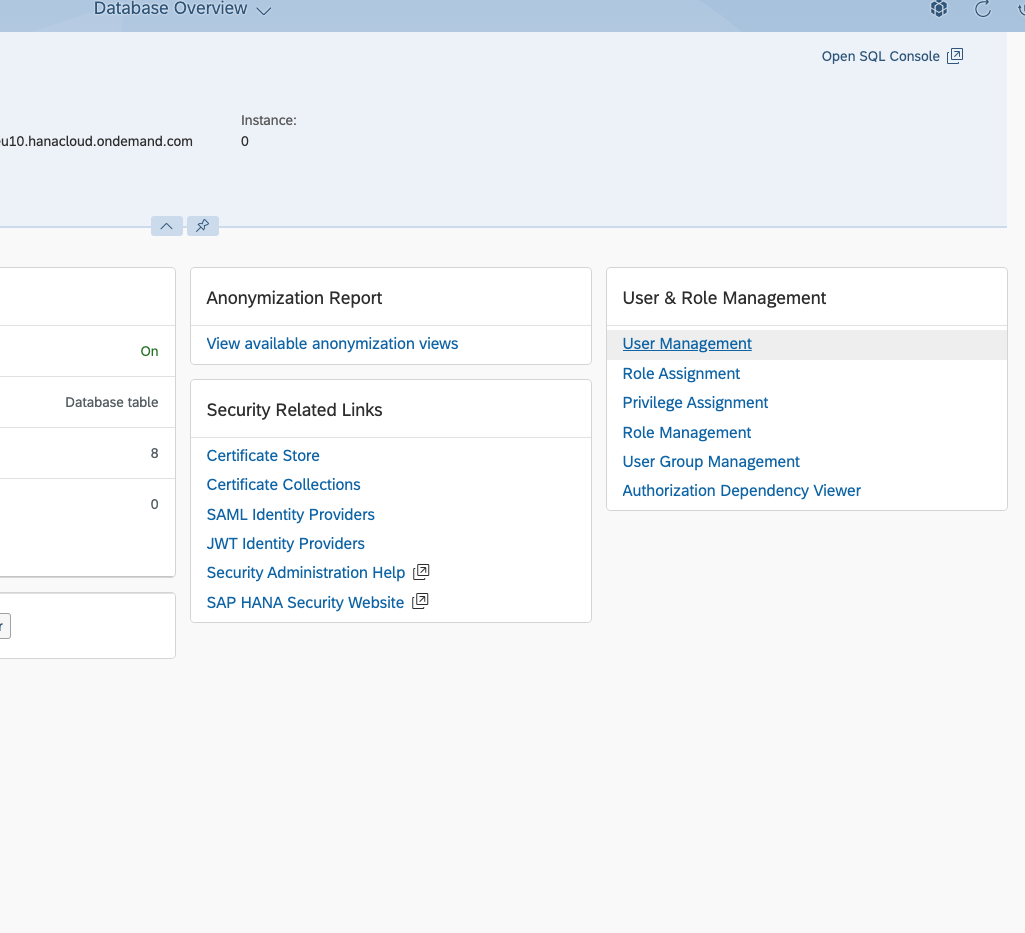 Database Overview
Open SQL Console
Instance:
u10.hanacloud.ondemand.com
0
On
Database table
8
0
r
Anonymization Report
View available anonymization views
Security Related Links
Certificate Store
Certificate Collections
SAML Identity Providers
JWT Identity Providers
Security Administration Help
SAP HANA Security Website
User & Role Management
User Management
Role Assignment
Privilege Assignment
Role Management
User Group Management
Authorization Dependency Viewer